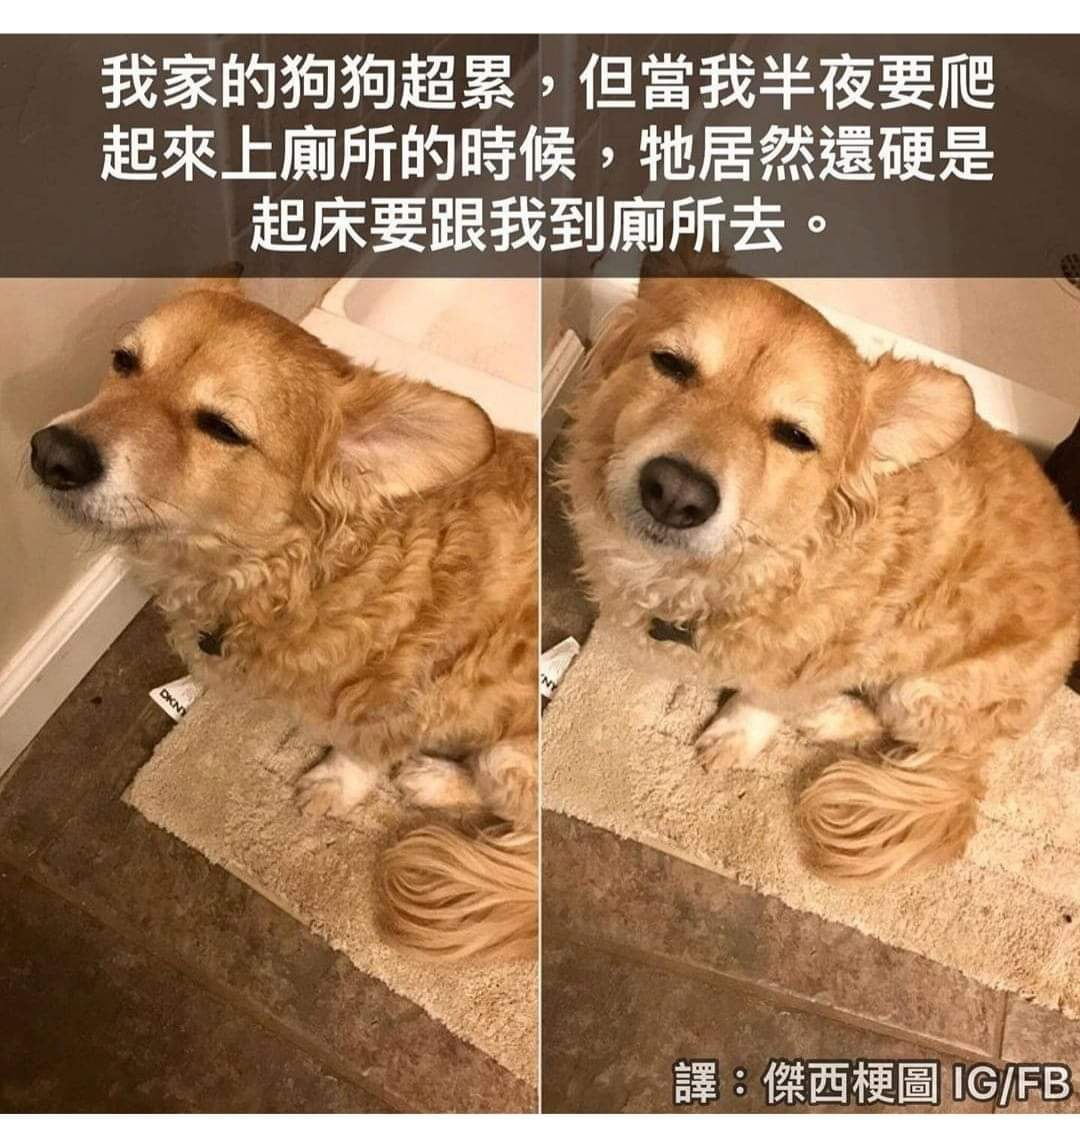 我家的狗狗超累，但當我半夜要爬
起來上廁所的時候，牠居然還硬是
起床要跟我到廁所去。
DKNY
NY
譯：傑西梗圖 IG/FB